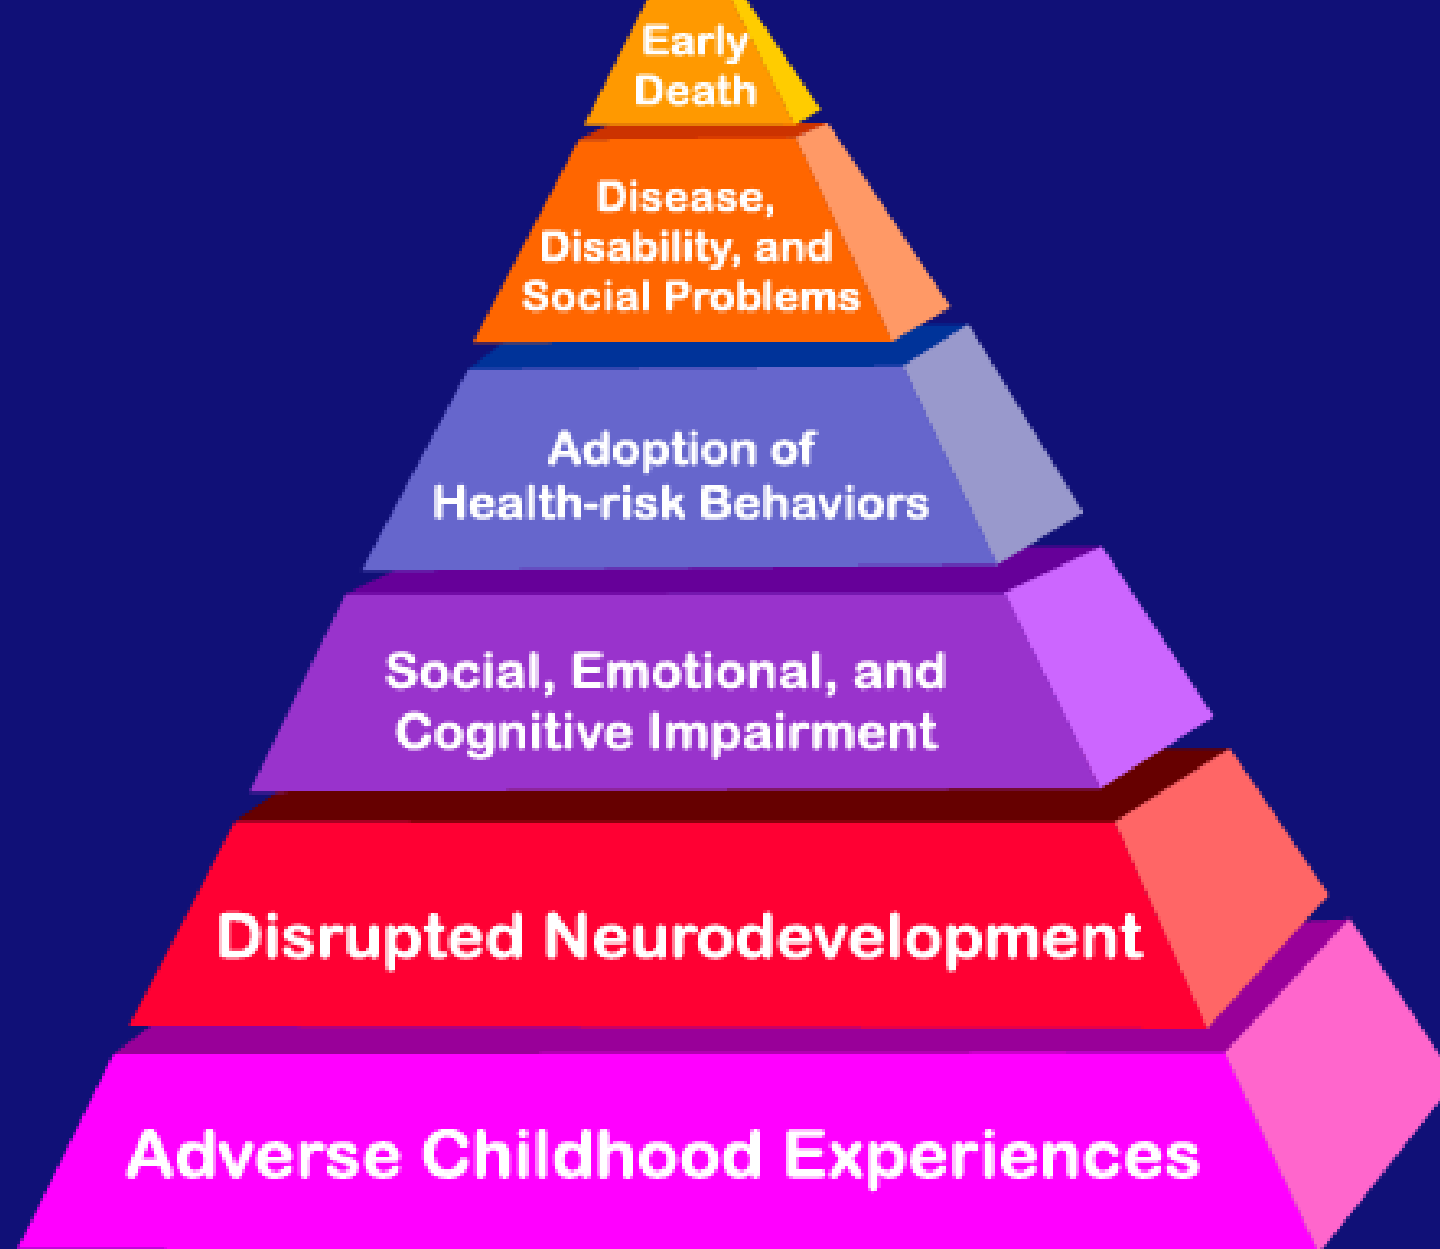 Early
Death
Disease,
Disability, and
Social Problems
Adoption of
Health-risk Behaviors
Social, Emotional, and
Cognitive Impairment
Disrupted Neurodevelopment
Adverse Childhood Experiences